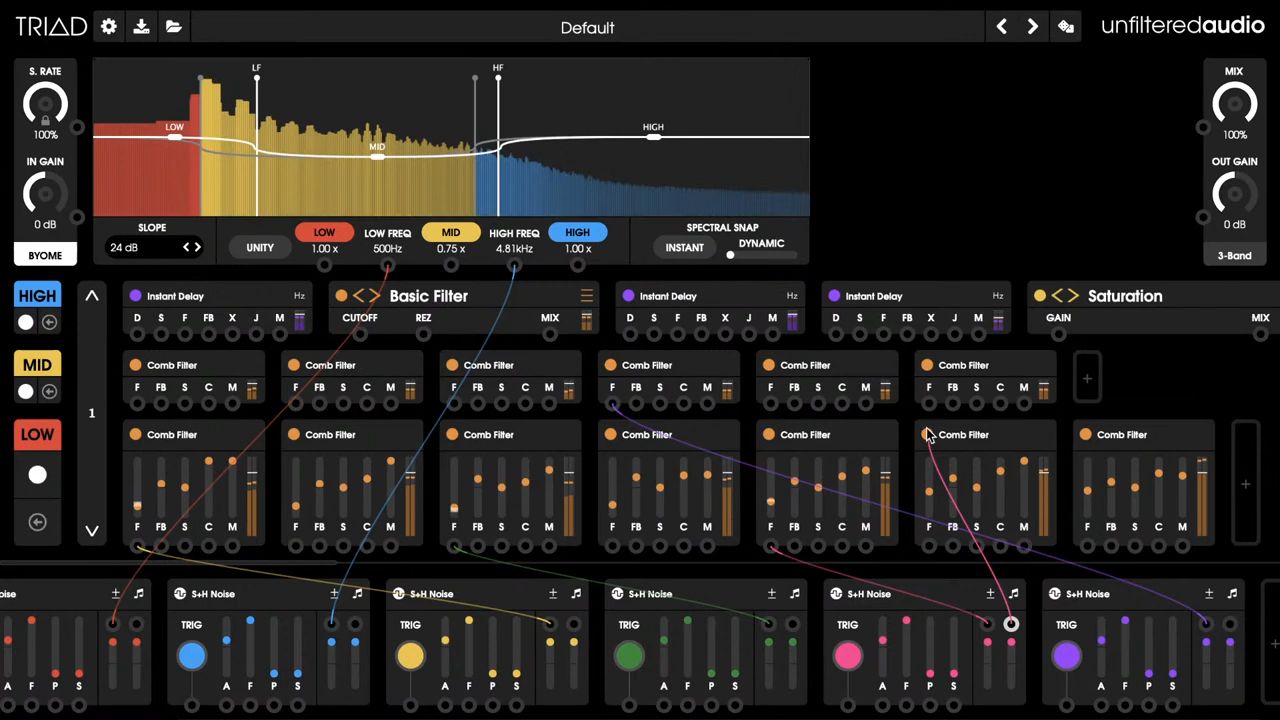 TRIAD Default unfilteredaudio
S. RATE
100%
IN GAIN
0 dB
BYOME
LF HF
LOW MID HIGH
MIX
100%
OUT GAIN
0 dB
3-Band
SLOPE
24 dB
UNITY
LOW LOW FREQ MID HIGH FREQ HIGH
1.00 x 500Hz 0.75 x 4.81kHz 1.00 x
SPECTRAL SNAP
INSTANT DYNAMIC
HIGH
Instant Delay Hz Basic Filter Instant Delay Hz Instant Delay Hz Saturation
D S F FB X J M CUTOFF REZ MIX D S F FB X J M D S F FB X J M GAIN MIX
MID
Comb Filter Comb Filter Comb Filter Comb Filter Comb Filter Comb Filter
F FB S C M F FB S C M F FB S C M F FB S C M F FB S C M F FB S C M +
1
LOW
Comb Filter Comb Filter Comb Filter Comb Filter Comb Filter Comb Filter Comb Filter
+
F FB S C M F FB S C M F FB S C M F FB S C M F FB S C M F FB S C M F FB S C M
oise ± S+H Noise ± S+H Noise ± S+H Noise ± S+H Noise ± S+H Noise ±
TRIG TRIG TRIG TRIG TRIG
A F P S A F P S A F P S A F P S A F P S A F P S